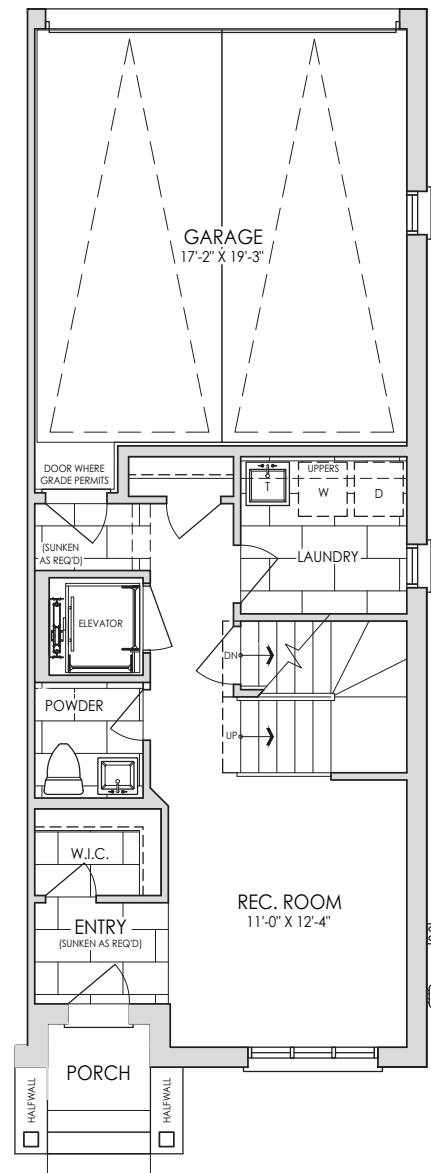 GARAGE
17'-2" X 19'-3"
DOOR WHERE
GRADE PERMITS
UPPERS
T
W
D
(SUNKEN
AS REQ'D)
LAUNDRY
ELEVATOR
DN
POWDER
UP
W.I.C.
REC. ROOM
11'-0" X 12'-4"
ENTRY
(SUNKEN AS REQ'D)
PORCH
HALFWALL
HALFWALL